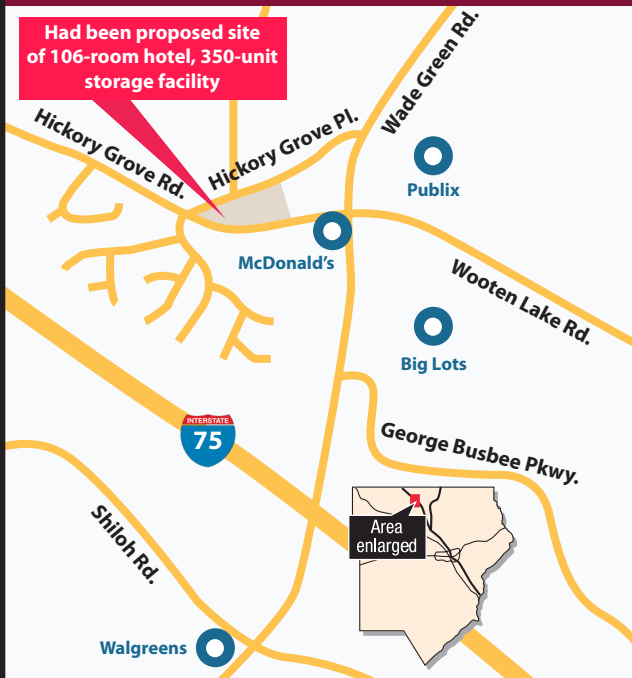 Had been proposed site
of 106-room hotel, 350-unit
storage facility
Wade Green Rd.
Hickory Grove Pl.
Hickory Grove Rd.
Publix
McDonald's
Wooten Lake Rd.
Big Lots
INTERSTATE
75
George Busbee Pkwy.
Area
enlarged
Shiloh Rd.
Walgreens